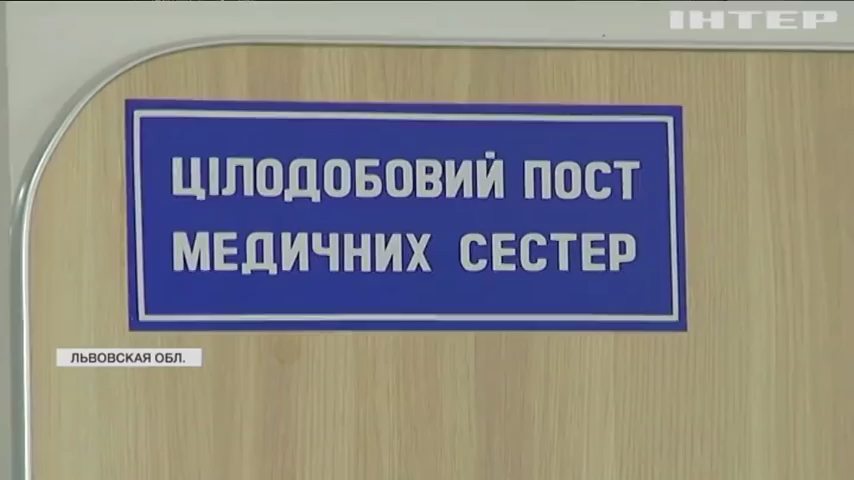 ІНТЕР
ЦІЛОДОБОВИЙ ПОСТ
МЕДИЧНИХ СЕСТЕР
ЛЬВОВСКАЯ ОБЛ.